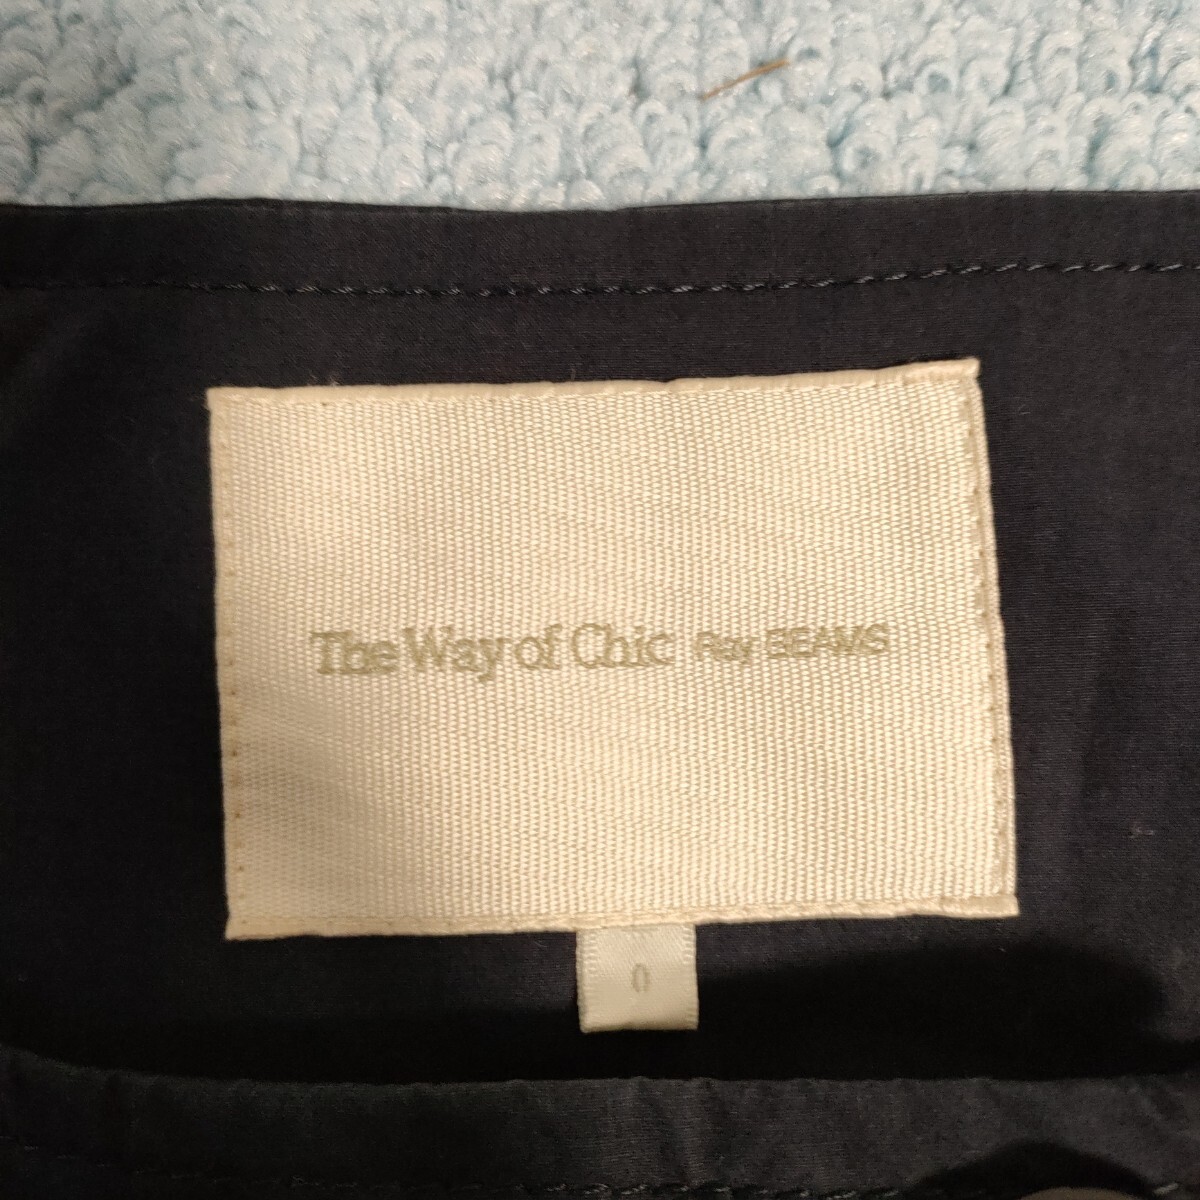 The Way of Chic Ray BEAMS
0